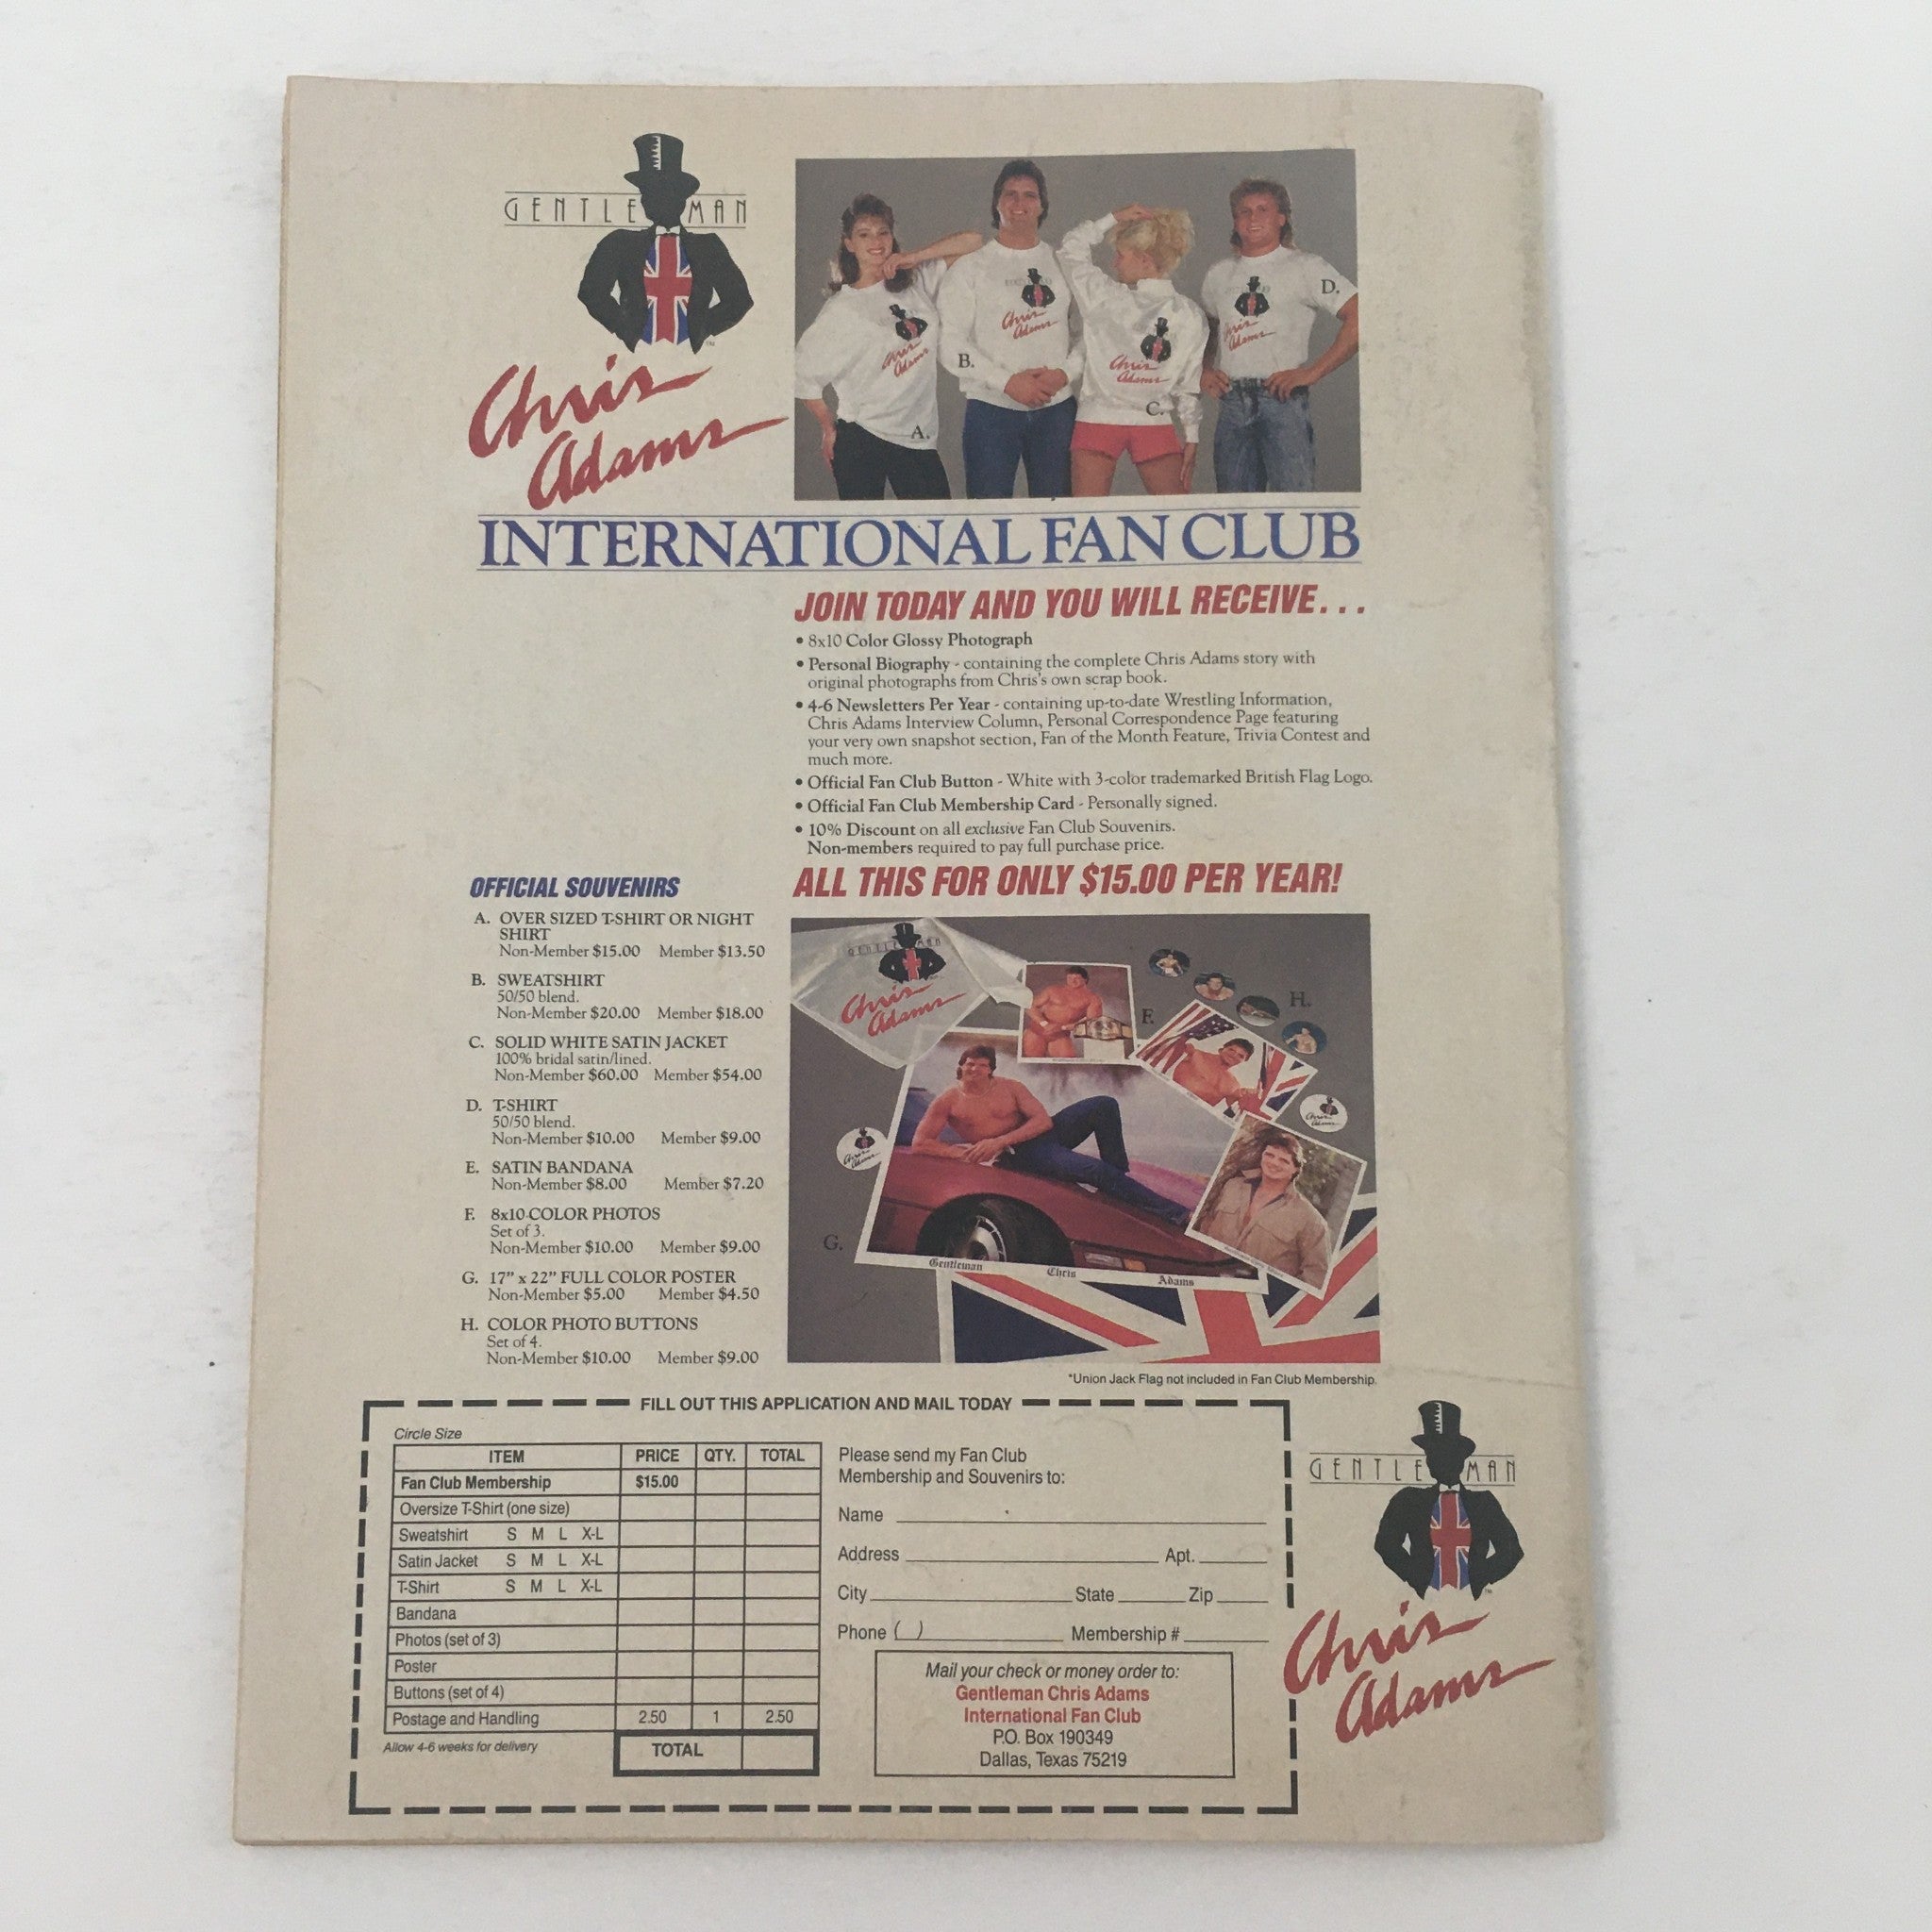 GENTLEMAN
Chris
Adams
A.
B.
C.
D.
INTERNATIONAL FAN CLUB
JOIN TODAY AND YOU WILL RECEIVE...
• 8x10 Color Glossy Photograph
• Personal Biography - containing the complete Chris Adams story with
original photographs from Chris's own scrap book.
• 4-6 Newsletters Per Year - containing up-to-date Wrestling Information,
Chris Adams Interview Column, Personal Correspondence Page featuring
your very own snapshot section, Fan of the Month Feature, Trivia Contest and
much more.
• Official Fan Club Button - White with 3-color trademarked British Flag Logo.
• Official Fan Club Membership Card - Personally signed.
• 10% Discount on all exclusive Fan Club Souvenirs.
Non-members required to pay full purchase price.
ALL THIS FOR ONLY $15.00 PER YEAR!
OFFICIAL SOUVENIRS
A. OVER SIZED T-SHIRT OR NIGHT
SHIRT
Non-Member $15.00 Member $13.50
B. SWEATSHIRT
50/50 blend.
Non-Member $20.00 Member $18.00
C. SOLID WHITE SATIN JACKET
100% bridal satin/lined.
Non-Member $60.00 Member $54.00
D. T-SHIRT
50/50 blend.
Non-Member $10.00 Member $9.00
E. SATIN BANDANA
Non-Member $8.00 Member $7.20
F. 8x10 COLOR PHOTOS
Set of 3.
Non-Member $10.00 Member $9.00
G. 17" x 22" FULL COLOR POSTER
Non-Member $5.00 Member $4.50
H. COLOR PHOTO BUTTONS
Set of 4.
Non-Member $10.00 Member $9.00
GENTLEMAN
Chris
Adams
F.
H.
G.
Gentleman Chris Adams
*Union Jack Flag not included in Fan Club Membership.
FILL OUT THIS APPLICATION AND MAIL TODAY
Circle Size
ITEM PRICE QTY. TOTAL
Fan Club Membership $15.00
Oversize T-Shirt (one size)
Sweatshirt S M L X-L
Satin Jacket S M L X-L
T-Shirt S M L X-L
Bandana
Photos (set of 3)
Poster
Buttons (set of 4)
Postage and Handling 2.50 1 2.50
Allow 4-6 weeks for delivery
TOTAL
Please send my Fan Club
Membership and Souvenirs to:
Name
Address Apt.
City State Zip
Phone ( ) Membership #
Mail your check or money order to:
Gentleman Chris Adams
International Fan Club
P.O. Box 190349
Dallas, Texas 75219
GENTLEMAN
Chris
Adams